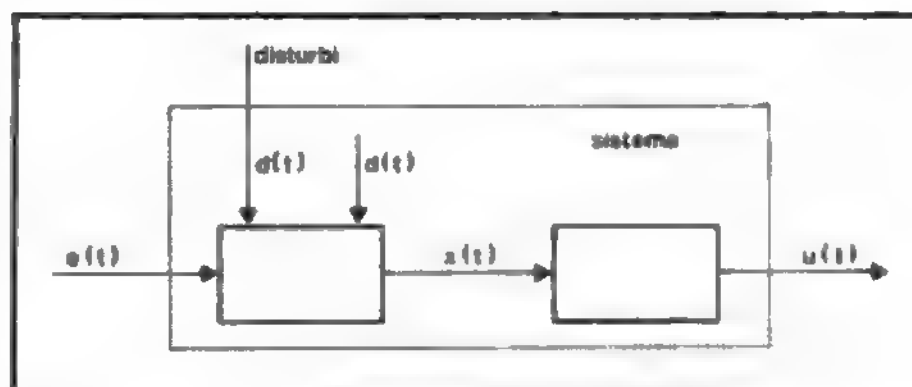 disturbi
sistema
d(t)
d(t)
e(t)
x(t)
u(t)